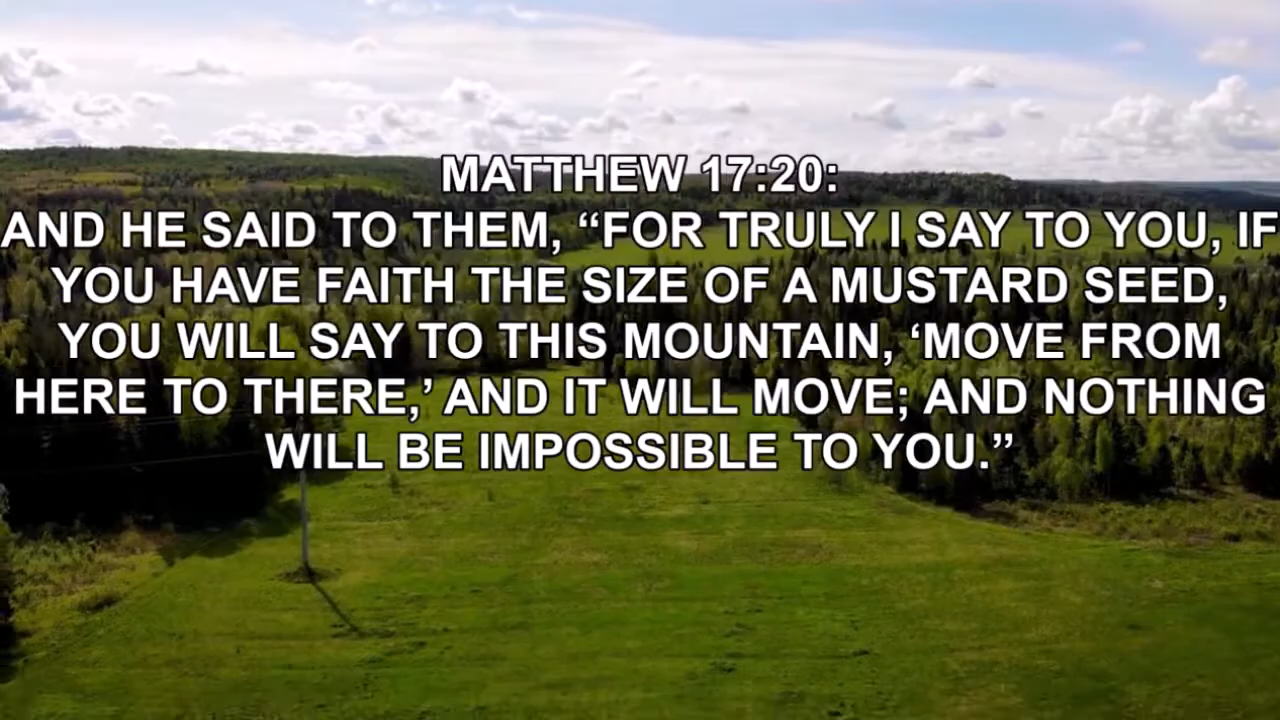 MATTHEW 17:20:
AND HE SAID TO THEM, “FOR TRULY I SAY TO YOU, IF
YOU HAVE FAITH THE SIZE OF A MUSTARD SEED,
YOU WILL SAY TO THIS MOUNTAIN, ‘MOVE FROM
HERE TO THERE,’ AND IT WILL MOVE; AND NOTHING
WILL BE IMPOSSIBLE TO YOU.”